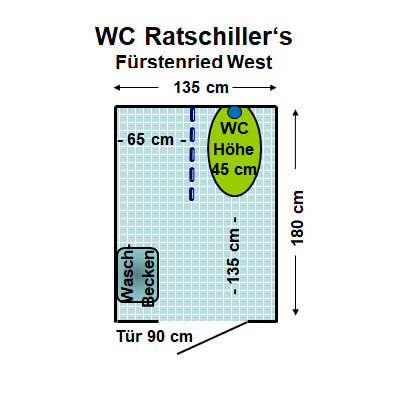 WC Ratschiller‘s
Fürstenried West
135 cm
- 65 cm -
WC
Höhe
45 cm
- 135 cm -
180 cm
Wasch-
Becken
Tür 90 cm